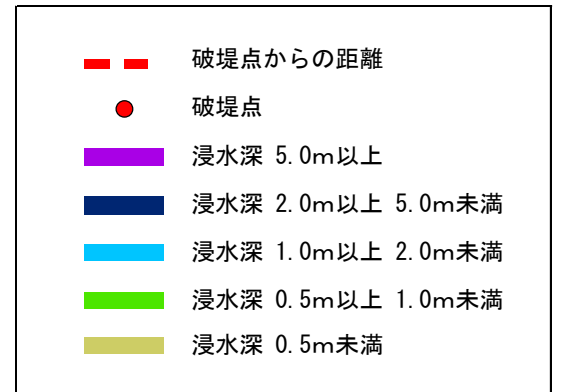 破堤点からの距離
破堤点
浸水深 5.0m以上
浸水深 2.0m以上 5.0m未満
浸水深 1.0m以上 2.0m未満
浸水深 0.5m以上 1.0m未満
浸水深 0.5m未満